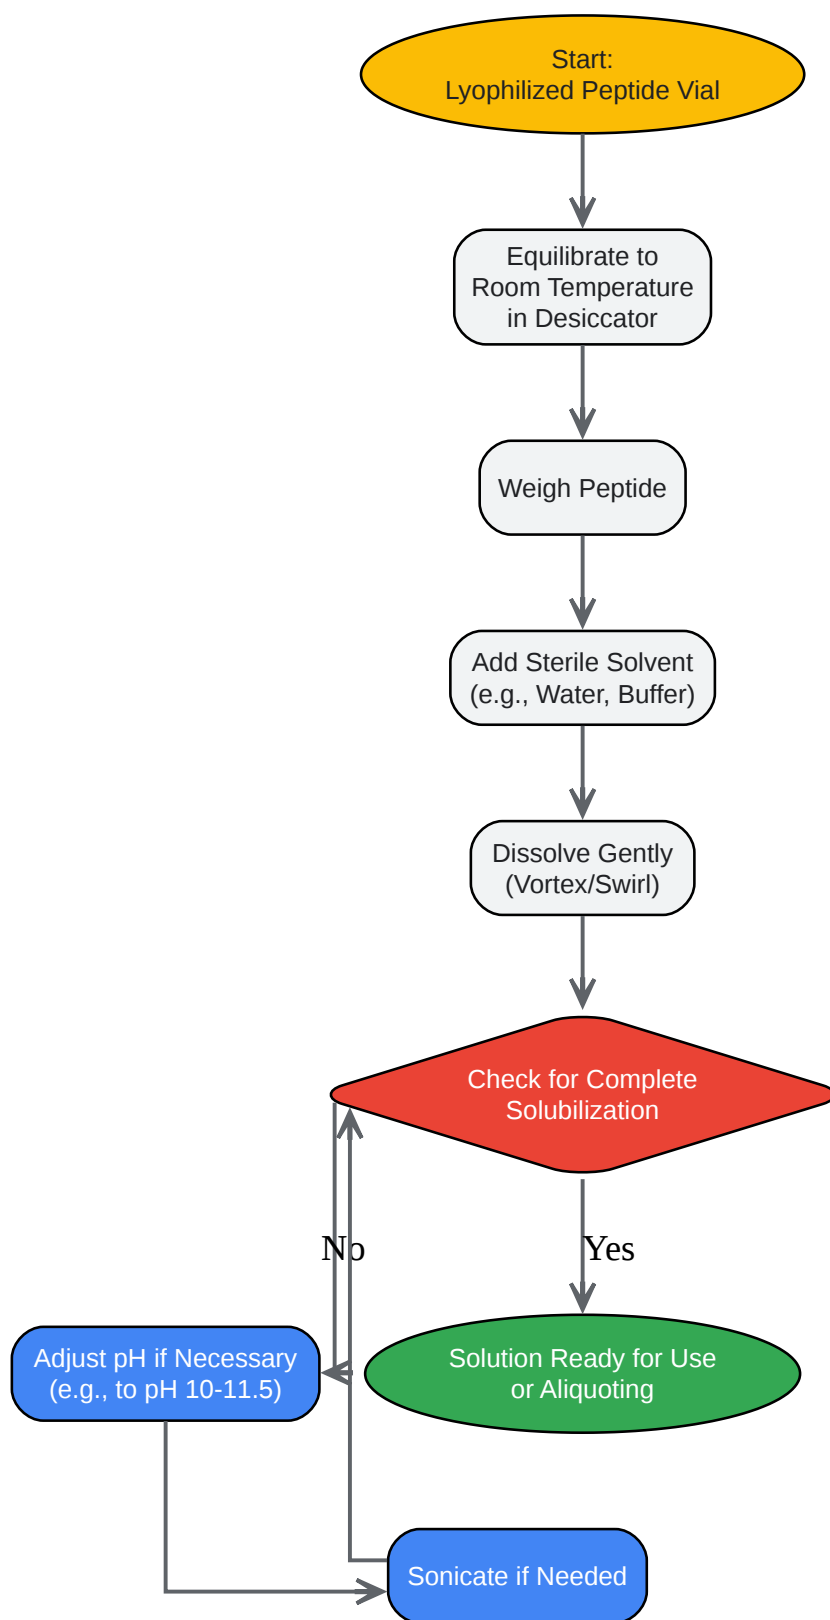 Start:
Lyophilized Peptide Vial
Equilibrate to
Room Temperature
in Desiccator
Weigh Peptide
Add Sterile Solvent
(e.g., Water, Buffer)
Dissolve Gently
(Vortex/Swirl)
Check for Complete
Solubilization
No
Yes
Adjust pH if Necessary
(e.g., to pH 10-11.5)
Solution Ready for Use
or Aliquoting
Sonicate if Needed